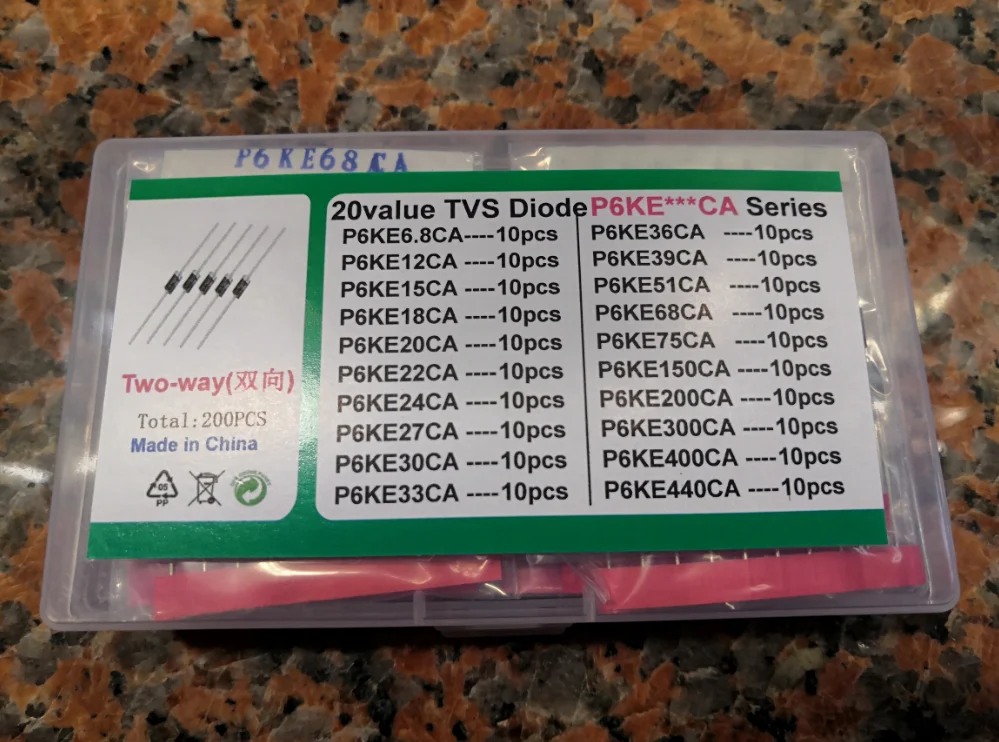 P6KE68CA
20value TVS Diode P6KE***CA Series
P6KE6.8CA----10pcs
P6KE12CA ----10pcs
P6KE15CA ----10pcs
P6KE18CA ----10pcs
P6KE20CA ----10pcs
P6KE22CA ----10pcs
P6KE24CA ----10pcs
P6KE27CA ----10pcs
P6KE30CA ----10pcs
P6KE33CA ----10pcs
P6KE36CA ----10pcs
P6KE39CA ----10pcs
P6KE51CA ----10pcs
P6KE68CA ----10pcs
P6KE75CA ----10pcs
P6KE150CA ----10pcs
P6KE200CA ----10pcs
P6KE300CA ----10pcs
P6KE400CA ----10pcs
P6KE440CA ----10pcs
Two-way(双向)
Total:200PCS
Made in China
05
PP